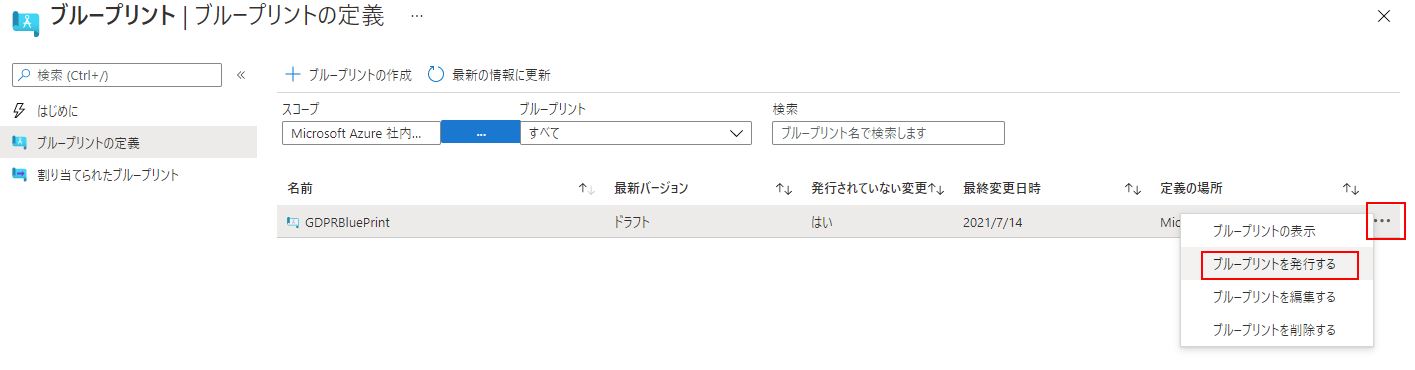 ブループリント | ブループリントの定義 …
検索 (Ctrl+/)
はじめに
ブループリントの定義
割り当てられたブループリント
ブループリントの作成 最新の情報に更新
スコープ ブループリント 検索
Microsoft Azure 社内... ... すべて ブループリント名で検索します
名前 最新バージョン 発行されていない変更 最終変更日時 定義の場所
GDPRBluePrint ドラフト はい 2021/7/14 Mic
ブループリントの表示
ブループリントを発行する
ブループリントを編集する
ブループリントを削除する